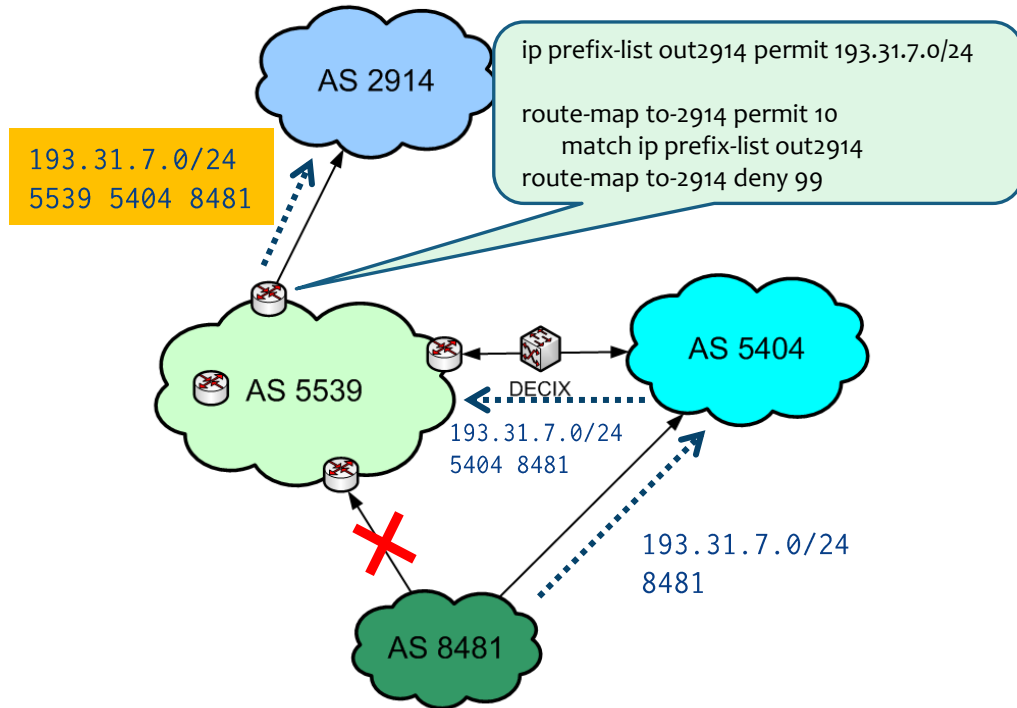 AS 2914
ip prefix-list out2914 permit 193.31.7.0/24
route-map to-2914 permit 10
match ip prefix-list out2914
route-map to-2914 deny 99
193.31.7.0/24
5539 5404 8481
AS 5539
DECIX
AS 5404
193.31.7.0/24
5404 8481
193.31.7.0/24
8481
AS 8481